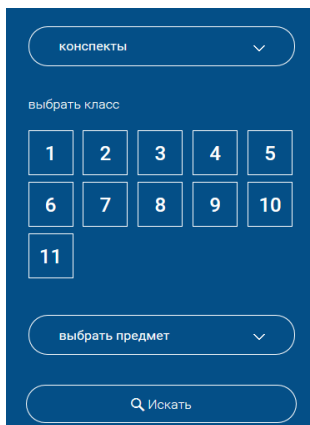 конспекты
выбрать класс
1 2 3 4 5
6 7 8 9 10
11
выбрать предмет
Искать